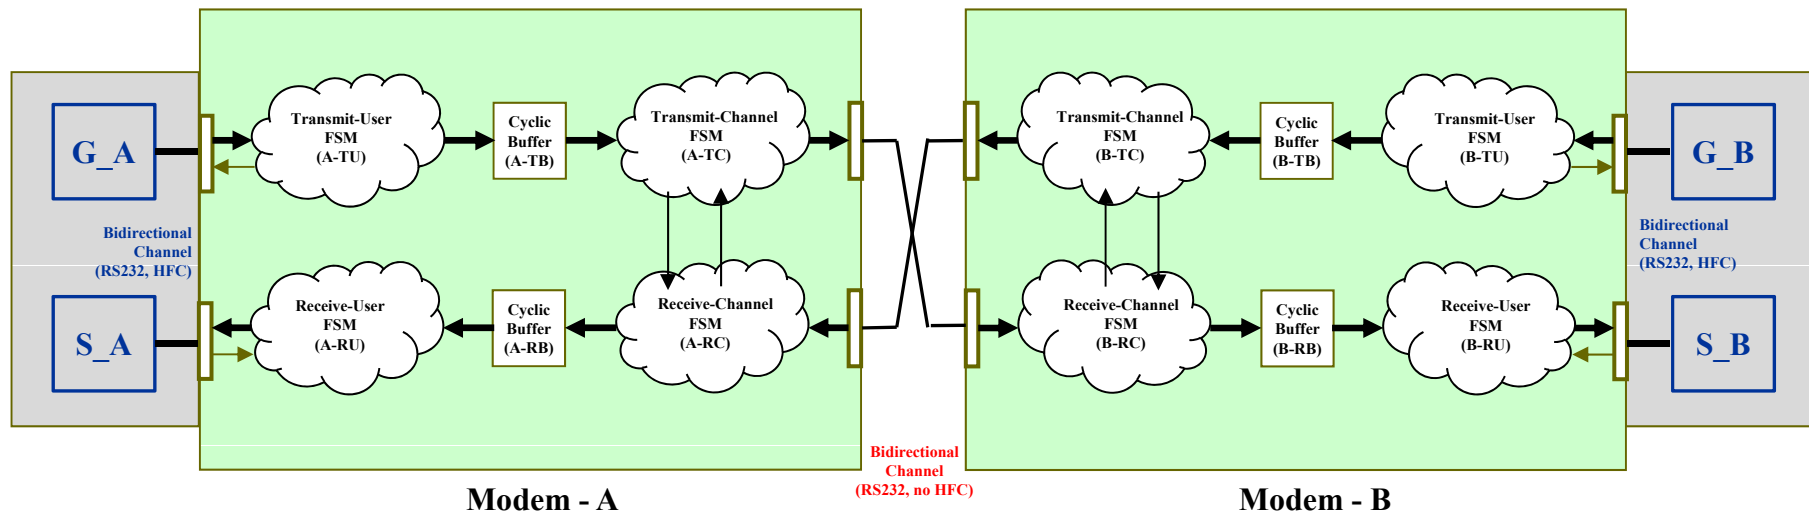 G_A
Bidirectional
Channel
(RS232, HFC)
S_A
Transmit-User
FSM
(A-TU)
Cyclic
Buffer
(A-TB)
Transmit-Channel
FSM
(A-TC)
Receive-User
FSM
(A-RU)
Cyclic
Buffer
(A-RB)
Receive-Channel
FSM
(A-RC)
Modem - A
Bidirectional
Channel
(RS232, no HFC)
Transmit-Channel
FSM
(B-TC)
Cyclic
Buffer
(B-TB)
Transmit-User
FSM
(B-TU)
Receive-Channel
FSM
(B-RC)
Cyclic
Buffer
(B-RB)
Receive-User
FSM
(B-RU)
Modem - B
G_B
Bidirectional
Channel
(RS232, HFC)
S_B